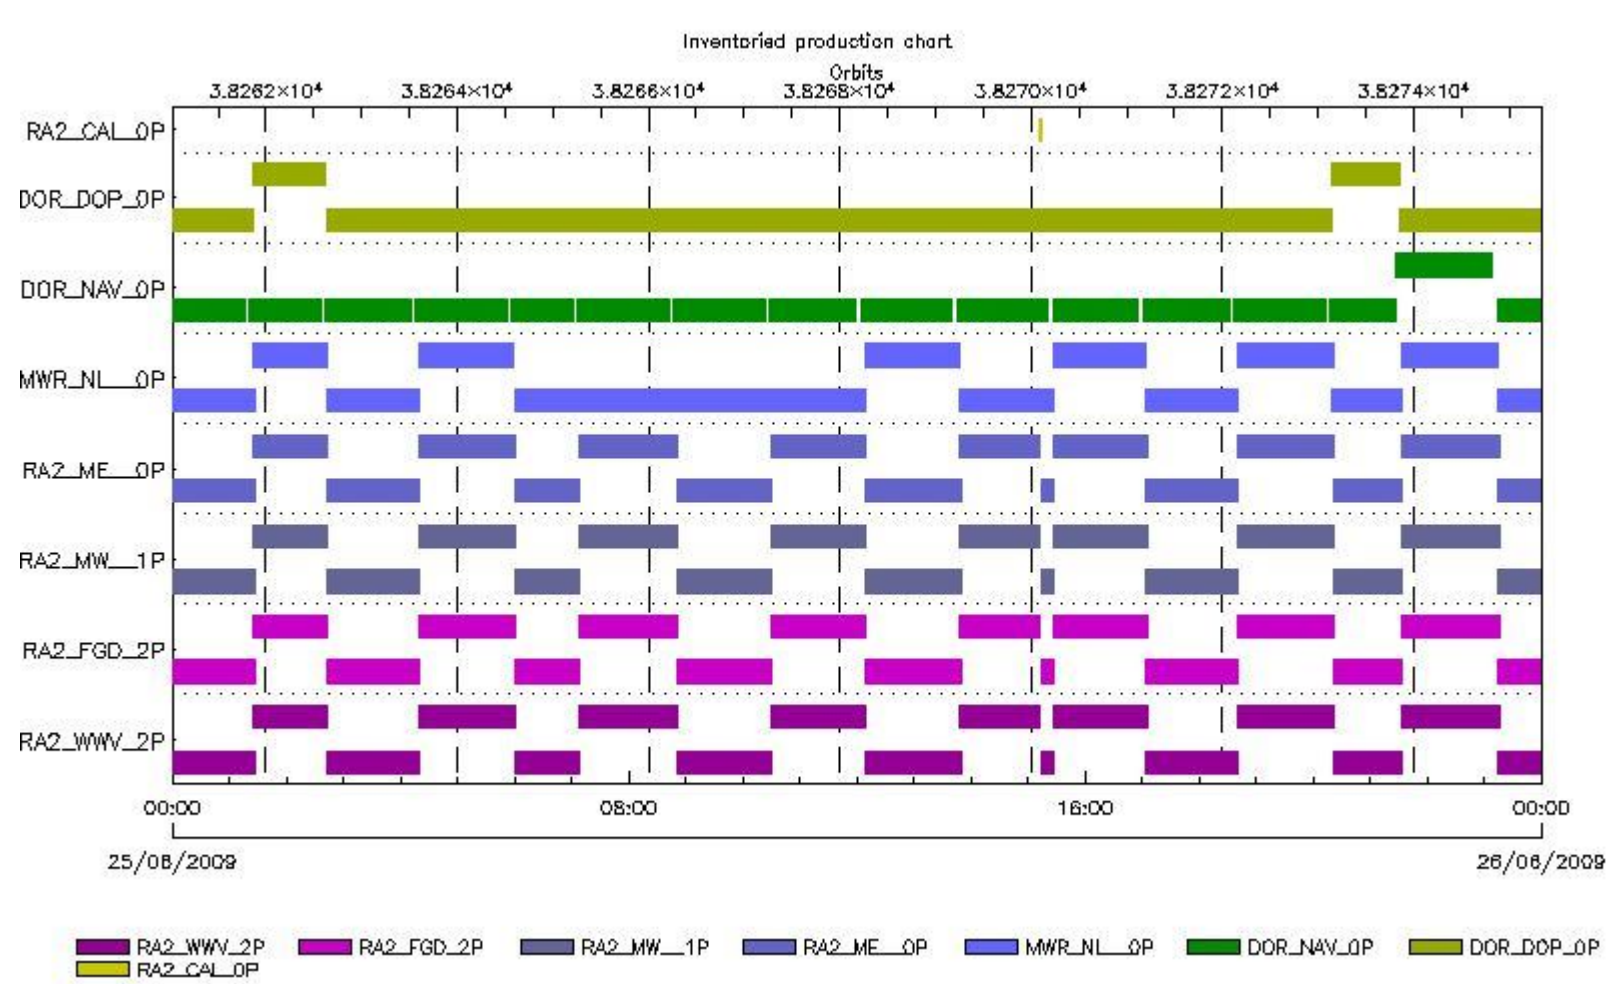 Inventoried production chart
Orbits
3.8262×10⁴ 3.8264×10⁴ 3.8266×10⁴ 3.8268×10⁴ 3.8270×10⁴ 3.8272×10⁴ 3.8274×10⁴
RA2_CAL_0P
DOR_DOP_0P
DOR_NAV_0P
MWR_NL__0P
RA2_ME__0P
RA2_MW__1P
RA2_FGD_2P
RA2_WWV_2P
00:00 08:00 16:00 00:00
25/06/2009 26/06/2009
RA2_WWV_2P RA2_FGD_2P RA2_MW__1P RA2_ME__0P MWR_NL__0P DOR_NAV_0P DOR_DOP_0P
RA2_CAL_0P